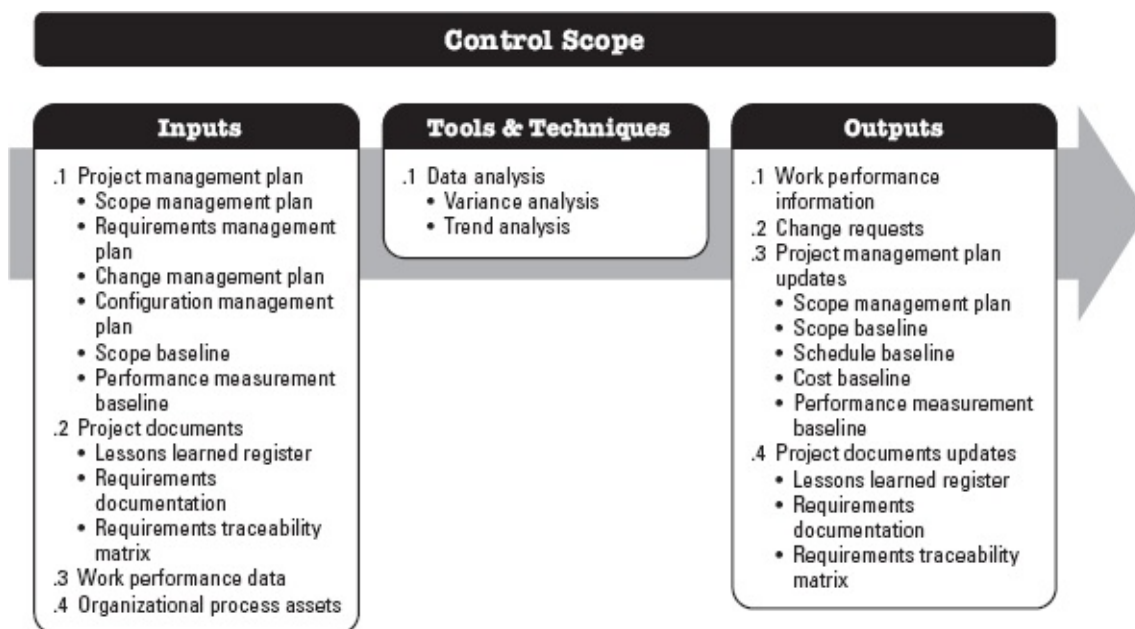 Control Scope
Inputs
.1 Project management plan
• Scope management plan
• Requirements management
plan
• Change management plan
• Configuration management
plan
• Scope baseline
• Performance measurement
baseline
.2 Project documents
• Lessons learned register
• Requirements
documentation
• Requirements traceability
matrix
.3 Work performance data
.4 Organizational process assets
Tools & Techniques
.1 Data analysis
• Variance analysis
• Trend analysis
Outputs
.1 Work performance
information
.2 Change requests
.3 Project management plan
updates
• Scope management plan
• Scope baseline
• Schedule baseline
• Cost baseline
• Performance measurement
baseline
.4 Project documents updates
• Lessons learned register
• Requirements
documentation
• Requirements traceability
matrix